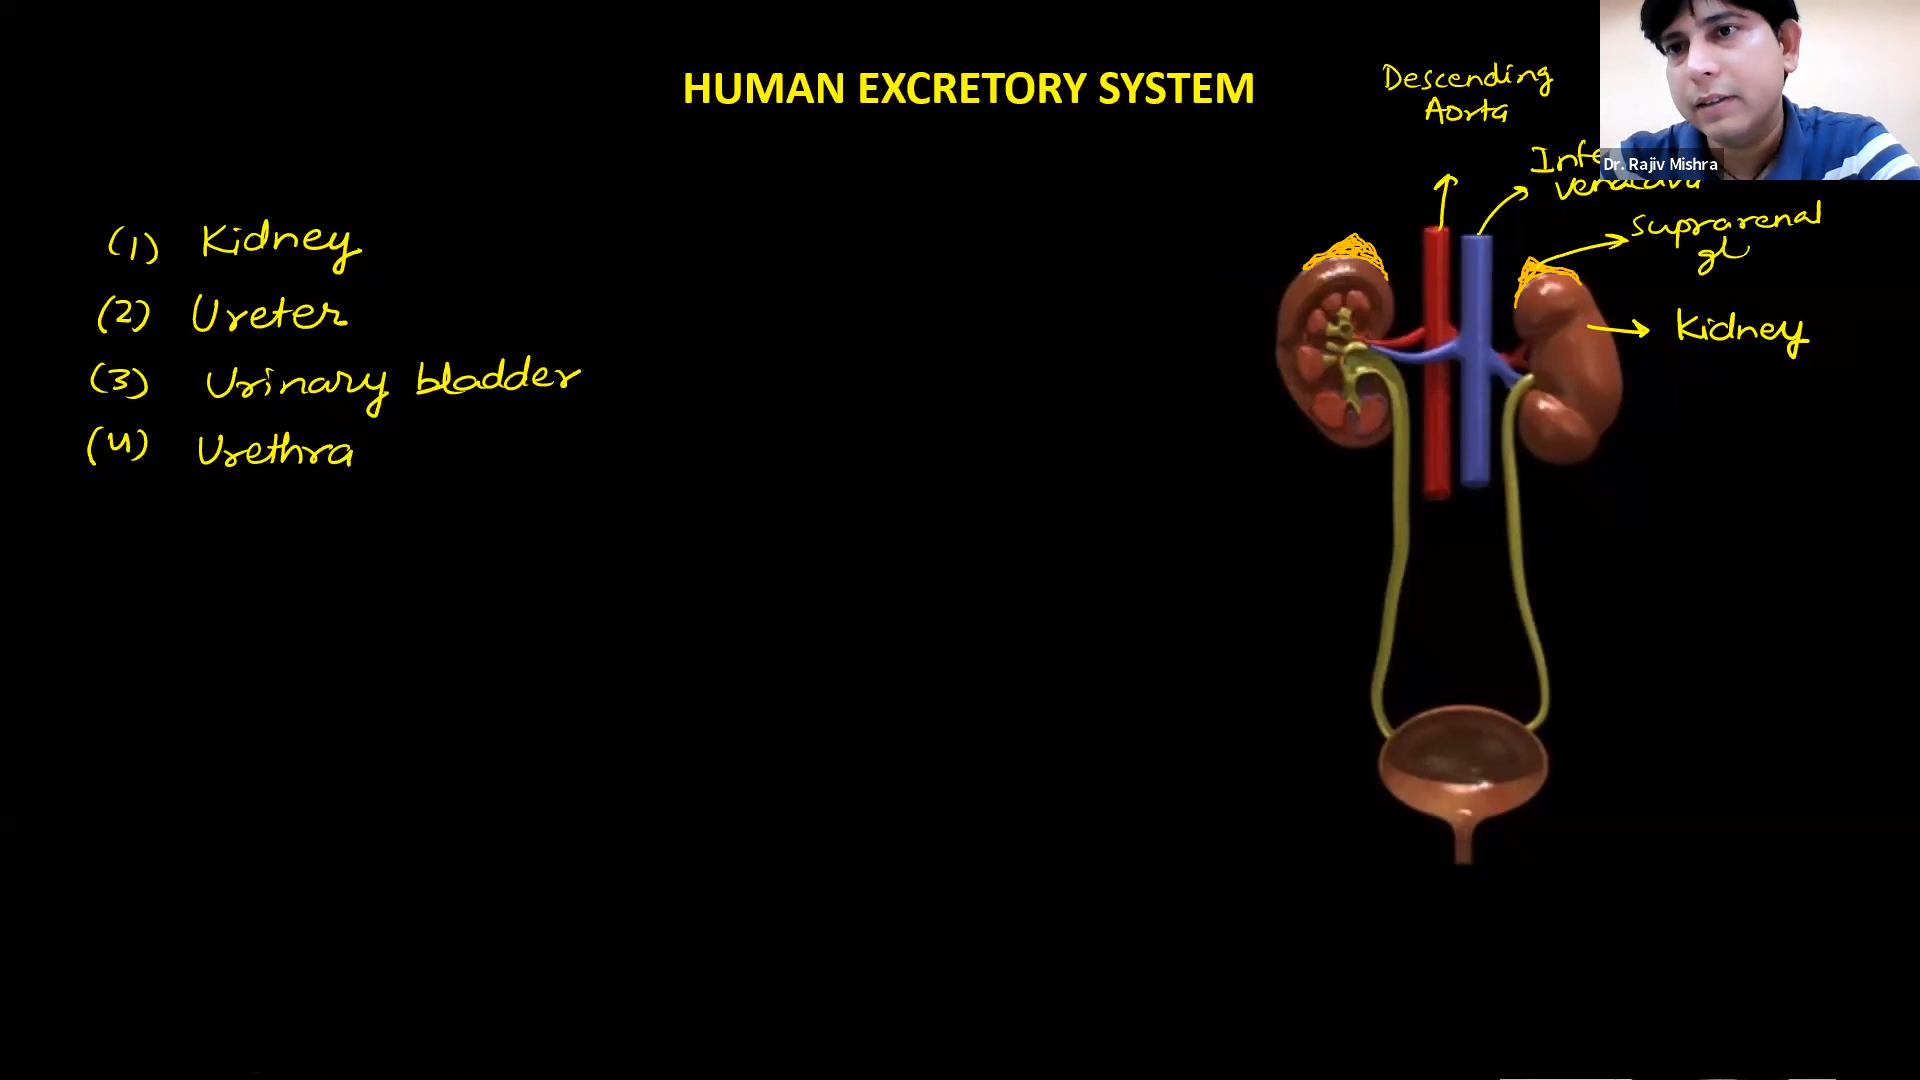 HUMAN EXCRETORY SYSTEM
Descending
Aorta
Dr. Rajiv Mishra
Suprarenal
gl
Kidney
(1) Kidney
(2) Ureter
(3) Urinary bladder
(4) Urethra